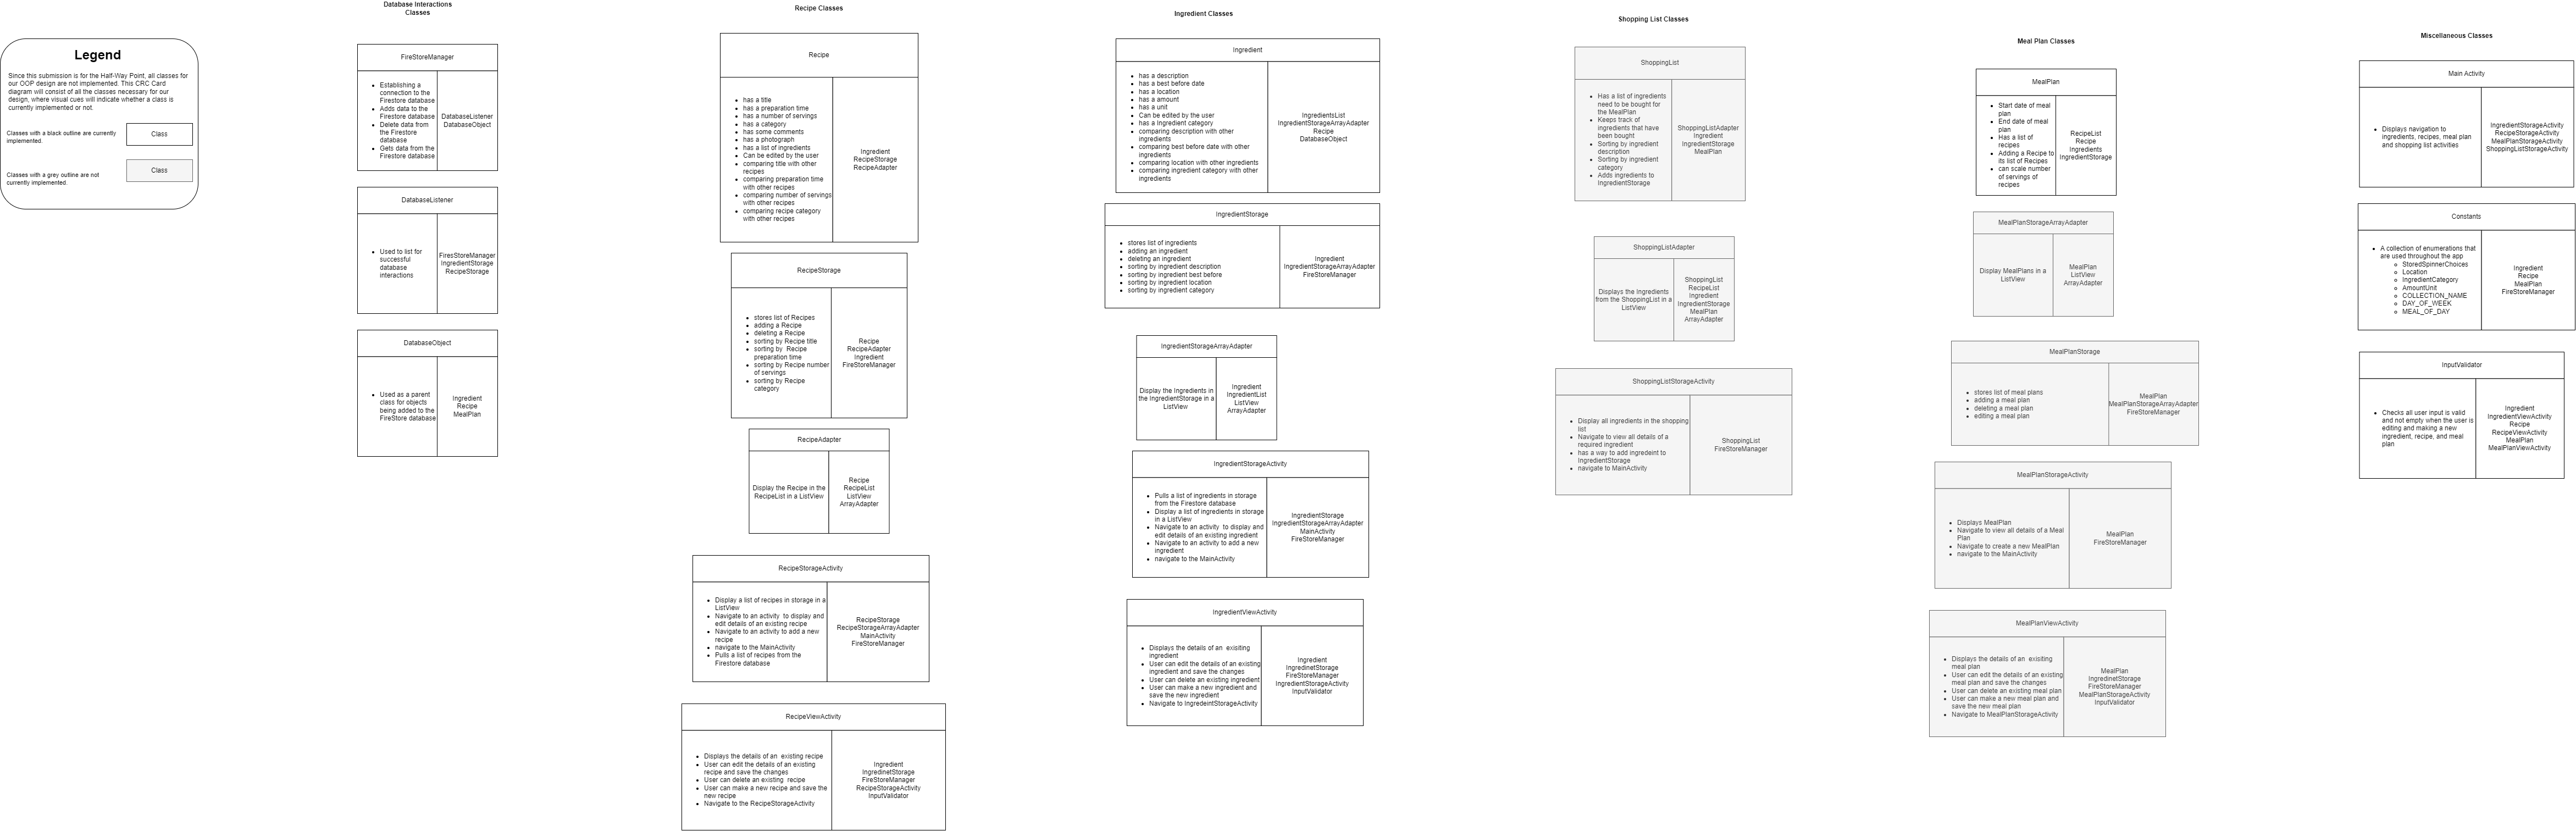 Legend
Since this submission is for the Half-Way Point, all classes for
our OOP design are not implemented. This CRC Card
diagram will consist of all the classes necessary for our
design, where visual cues will indicate whether a class is
currently implemented or not.
Classes with a black outline are currently
implemented.
Class
Classes with a grey outline are not
currently implemented.
Class
Database Interactions
Classes
FireStoreManager
Establishing a
connection to the
Firestore database
Adds data to the
Firestore database
Delete data from
the Firestore
database
Gets data from the
Firestore database
DatabaseListener
DatabaseObject
DatabaseListener
Used to list for
successful
database
interactions
FiresStoreManager
IngredientStorage
RecipeStorage
DatabaseObject
Used as a parent
class for objects
being added to the
FireStore database
Ingredient
Recipe
MealPlan
Recipe Classes
Recipe
has a title
has a preparation time
has a number of servings
has a category
has some comments
has a photograph
has a list of ingredients
Can be edited by the user
comparing title with other
recipes
comparing preparation time
with other recipes
comparing number of servings
with other recipes
comparing recipe category
with other recipes
Ingredient
RecipeStorage
RecipeAdapter
RecipeStorage
stores list of Recipes
adding a Recipe
deleting a Recipe
sorting by Recipe title
sorting by Recipe
preparation time
sorting by Recipe number
of servings
sorting by Recipe
category
Recipe
RecipeAdapter
Ingredient
FireStoreManager
RecipeAdapter
Display the Recipe in the
RecipeList in a ListView
Recipe
RecipeList
ListView
ArrayAdapter
RecipeStorageActivity
Display a list of recipes in storage in a
ListView
Navigate to an activity to display and
edit details of an existing recipe
Navigate to an activity to add a new
recipe
navigate to the MainActivity
Pulls a list of recipes from the
Firestore database
RecipeStorage
RecipeStorageArrayAdapter
MainActivity
FireStoreManager
RecipeViewActivity
Displays the details of an existing recipe
User can edit the details of an existing
recipe and save the changes
User can delete an existing recipe
User can make a new recipe and save the
new recipe
Navigate to the RecipeStorageActivity
Ingredient
IngredinetStorage
FireStoreManager
RecipeStorageActivity
InputValidator
Ingredient Classes
Ingredient
has a description
has a best before date
has a location
has a amount
has a unit
Can be edited by the user
has a Ingredient category
comparing description with other
ingredients
comparing best before date with other
ingredients
comparing location with other ingredients
comparing ingredient category with other
ingredients
IngredientsList
IngredientStorageArrayAdapter
Recipe
DatabaseObject
IngredientStorage
stores list of ingredients
adding an ingredient
deleting an ingredient
sorting by ingredient description
sorting by ingredient best before
sorting by ingredient location
sorting by ingredient category
Ingredient
IngredientStorageArrayAdapter
FireStoreManager
IngredientStorageArrayAdapter
Display the Ingredients in
the IngredientStorage in a
ListView
Ingredient
IngredientList
ListView
ArrayAdapter
IngredientStorageActivity
Pulls a list of ingredients in storage
from the Firestore database
Display a list of ingredients in storage
in a ListView
Navigate to an activity to display and
edit details of an existing ingredient
Navigate to an activity to add a new
ingredient
navigate to the MainActivity
IngredientStorage
IngredientStorageArrayAdapter
MainActivity
FireStoreManager
IngredientViewActivity
Displays the details of an exisiting
ingredient
User can edit the details of an existing
ingredient and save the changes
User can delete an existing ingredient
User can make a new ingredient and
save the new ingredient
Navigate to IngredeintStorageActivity
Ingredient
IngredinetStorage
FireStoreManager
IngredientStorageActivity
InputValidator
Shopping List Classes
ShoppingList
Has a list of ingredients
need to be bought for
the MealPlan
Keeps track of
ingredients that have
been bought
Sorting by ingredient
description
Sorting by ingredient
category
Adds ingredients to
IngredientStorage
ShoppingListAdapter
Ingredient
IngredientStorage
MealPlan
ShoppingListAdapter
Displays the Ingredients
from the ShoppingList in a
ListView
ShoppingList
RecipeList
Ingredient
IngredientStorage
MealPlan
ArrayAdapter
ShoppingListStorageActivity
Display all ingredients in the shopping
list
Navigate to view all details of a
required ingredient
has a way to add ingredeint to
IngredientStorage
navigate to MainActivity
ShoppingList
FireStoreManager
Meal Plan Classes
MealPlan
Start date of meal
plan
End date of meal
plan
Has a list of
recipes
Adding a Recipe to
its list of Recipes
can scale number
of servings of
recipes
RecipeList
Recipe
Ingredients
IngredientStorage
MealPlanStorageArrayAdapter
Display MealPlans in a
ListView
MealPlan
ListView
ArrayAdapter
MealPlanStorage
stores list of meal plans
adding a meal plan
deleting a meal plan
editing a meal plan
MealPlan
MealPlanStorageArrayAdapter
FireStoreManager
MealPlanStorageActivity
Displays MealPlan
Navigate to view all details of a Meal
Plan
Navigate to create a new MealPlan
navigate to the MainActivity
MealPlan
FireStoreManager
MealPlanViewActivity
Displays the details of an exisiting
meal plan
User can edit the details of an existing
meal plan and save the changes
User can delete an existing meal plan
User can make a new meal plan and
save the new meal plan
Navigate to MealPlanStorageActivity
MealPlan
IngredinetStorage
FireStoreManager
MealPlanStorageActivity
InputValidator
Miscellaneous Classes
Main Activity
Displays navigation to
ingredients, recipes, meal plan
and shopping list activities
IngredientStorageActivity
RecipeStorageActivity
MealPlanStorageActivity
ShoppingListStorageActivity
Constants
A collection of enumerations that
are used throughout the app
StoredSpinnerChoices
Location
IngredientCategory
AmountUnit
COLLECTION_NAME
DAY_OF_WEEK
MEAL_OF_DAY
Ingredient
Recipe
MealPlan
FireStoreManager
InputValidator
Checks all user input is valid
and not empty when the user is
editing and making a new
ingredient, recipe, and meal
plan
Ingredient
IngredientViewActivity
Recipe
RecipeViewActivity
MealPlan
MealPlanViewActivity